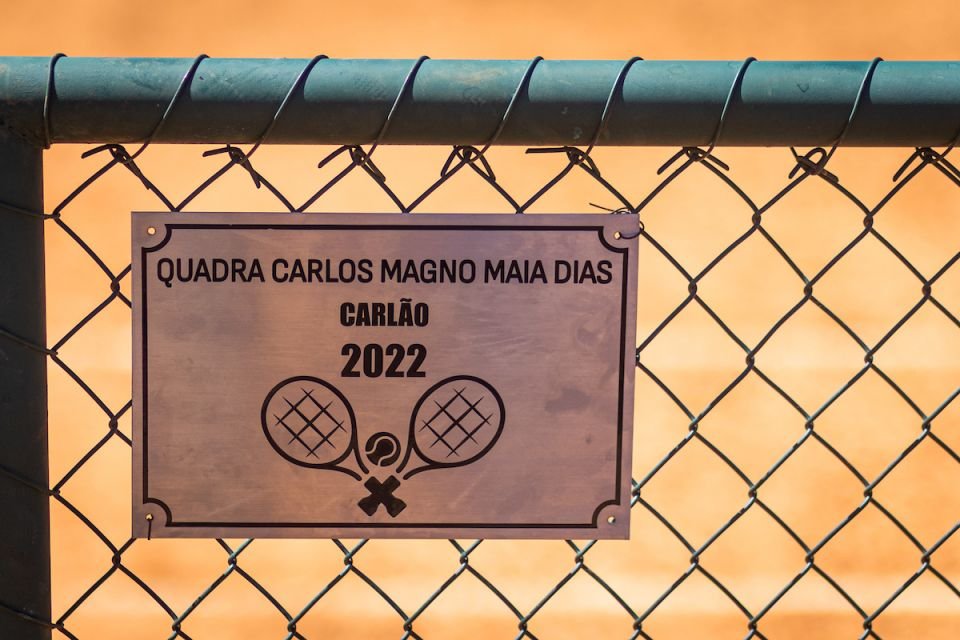 QUADRA CARLOS MAGNO MAIA DIAS
CARLÃO
2022